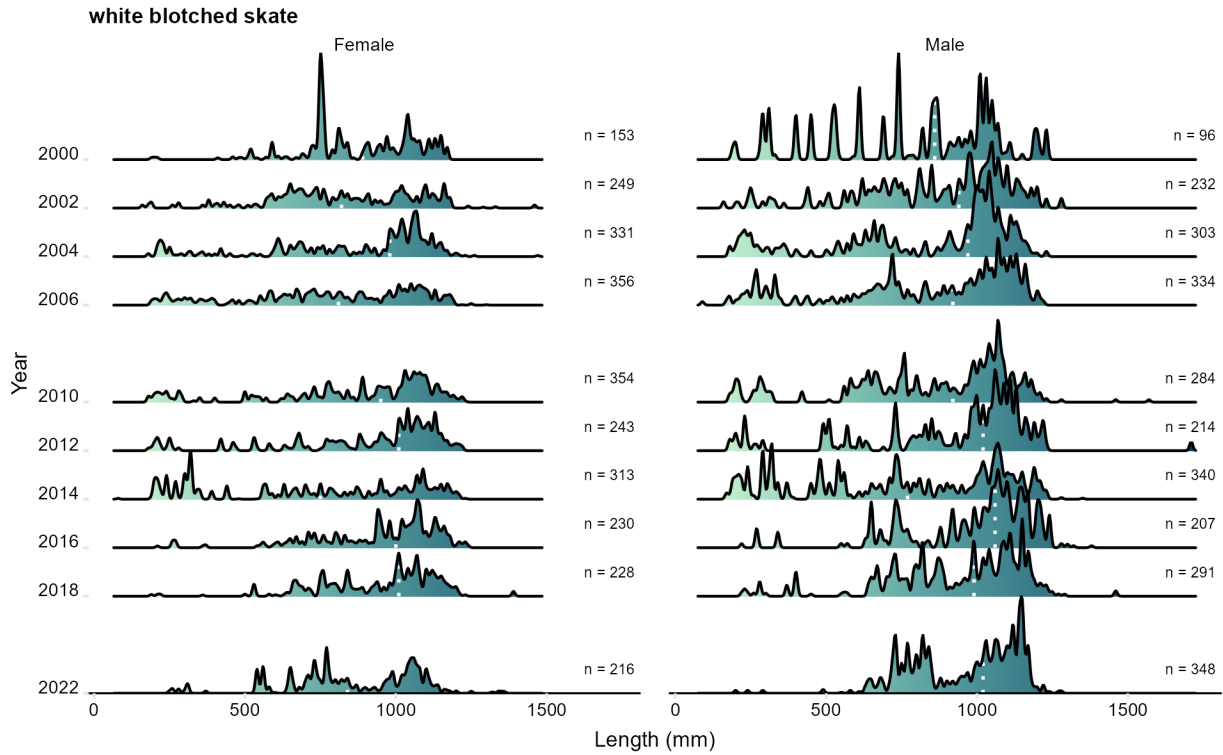 white blotched skate
Female Male
2000 n = 153 n = 96
2002 n = 249 n = 232
2004 n = 331 n = 303
2006 n = 356 n = 334
Year
2010 n = 354 n = 284
2012 n = 243 n = 214
2014 n = 313 n = 340
2016 n = 230 n = 207
2018 n = 228 n = 291
2022 n = 216 n = 348
0 500 1000 1500 0 500 1000 1500
Length (mm)